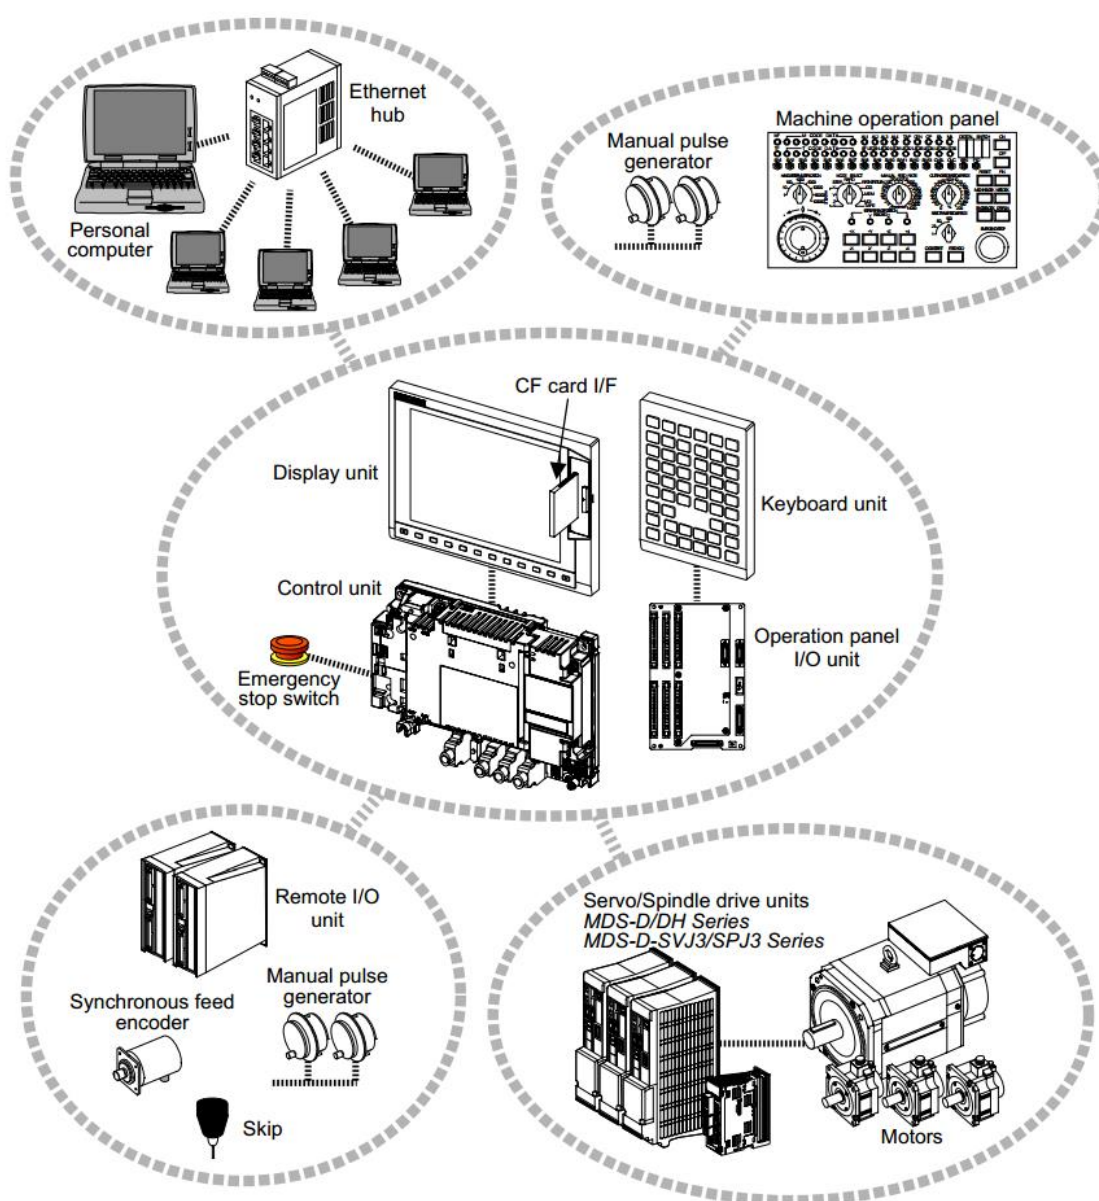 Ethernet
hub
Personal
computer
Machine operation panel
Manual pulse
generator
CF card I/F
Display unit
Keyboard unit
Control unit
Emergency
stop switch
Operation panel
I/O unit
Remote I/O
unit
Manual pulse
generator
Synchronous feed
encoder
Skip
Servo/Spindle drive units
MDS-D/DH Series
MDS-D-SVJ3/SPJ3 Series
Motors